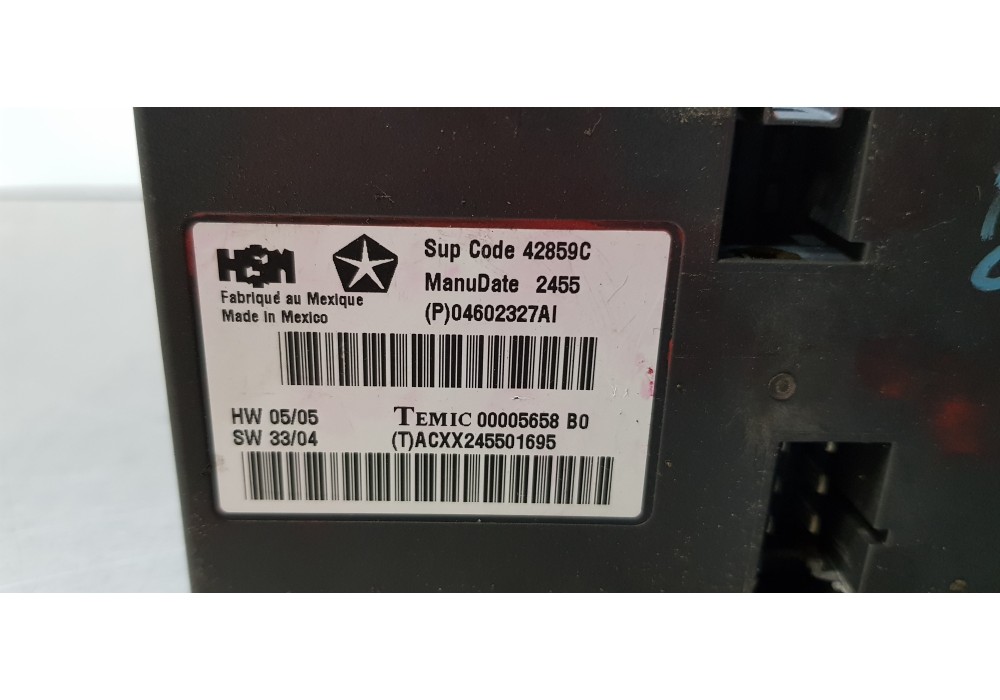 HSM
Sup Code 42859C
ManuDate 2455
(P)04602327AI
Fabriqué au Mexique
Made in Mexico
HW 05/05
SW 33/04
TEMIC 00005658 B0
(T)ACXX245501695